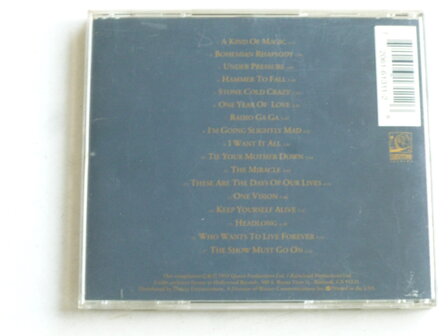 A Kind Of Magic
Bohemian Rhapsody
Under Pressure
Hammer To Fall
Stone Cold Crazy
One Year Of Love
Radio Ga Ga
I'm Going Slightly Mad
I Want It All
Tie Your Mother Down
The Miracle
These Are The Days Of Our Lives
One Vision
Keep Yourself Alive
Headlong
Who Wants To Live Forever
The Show Must Go On